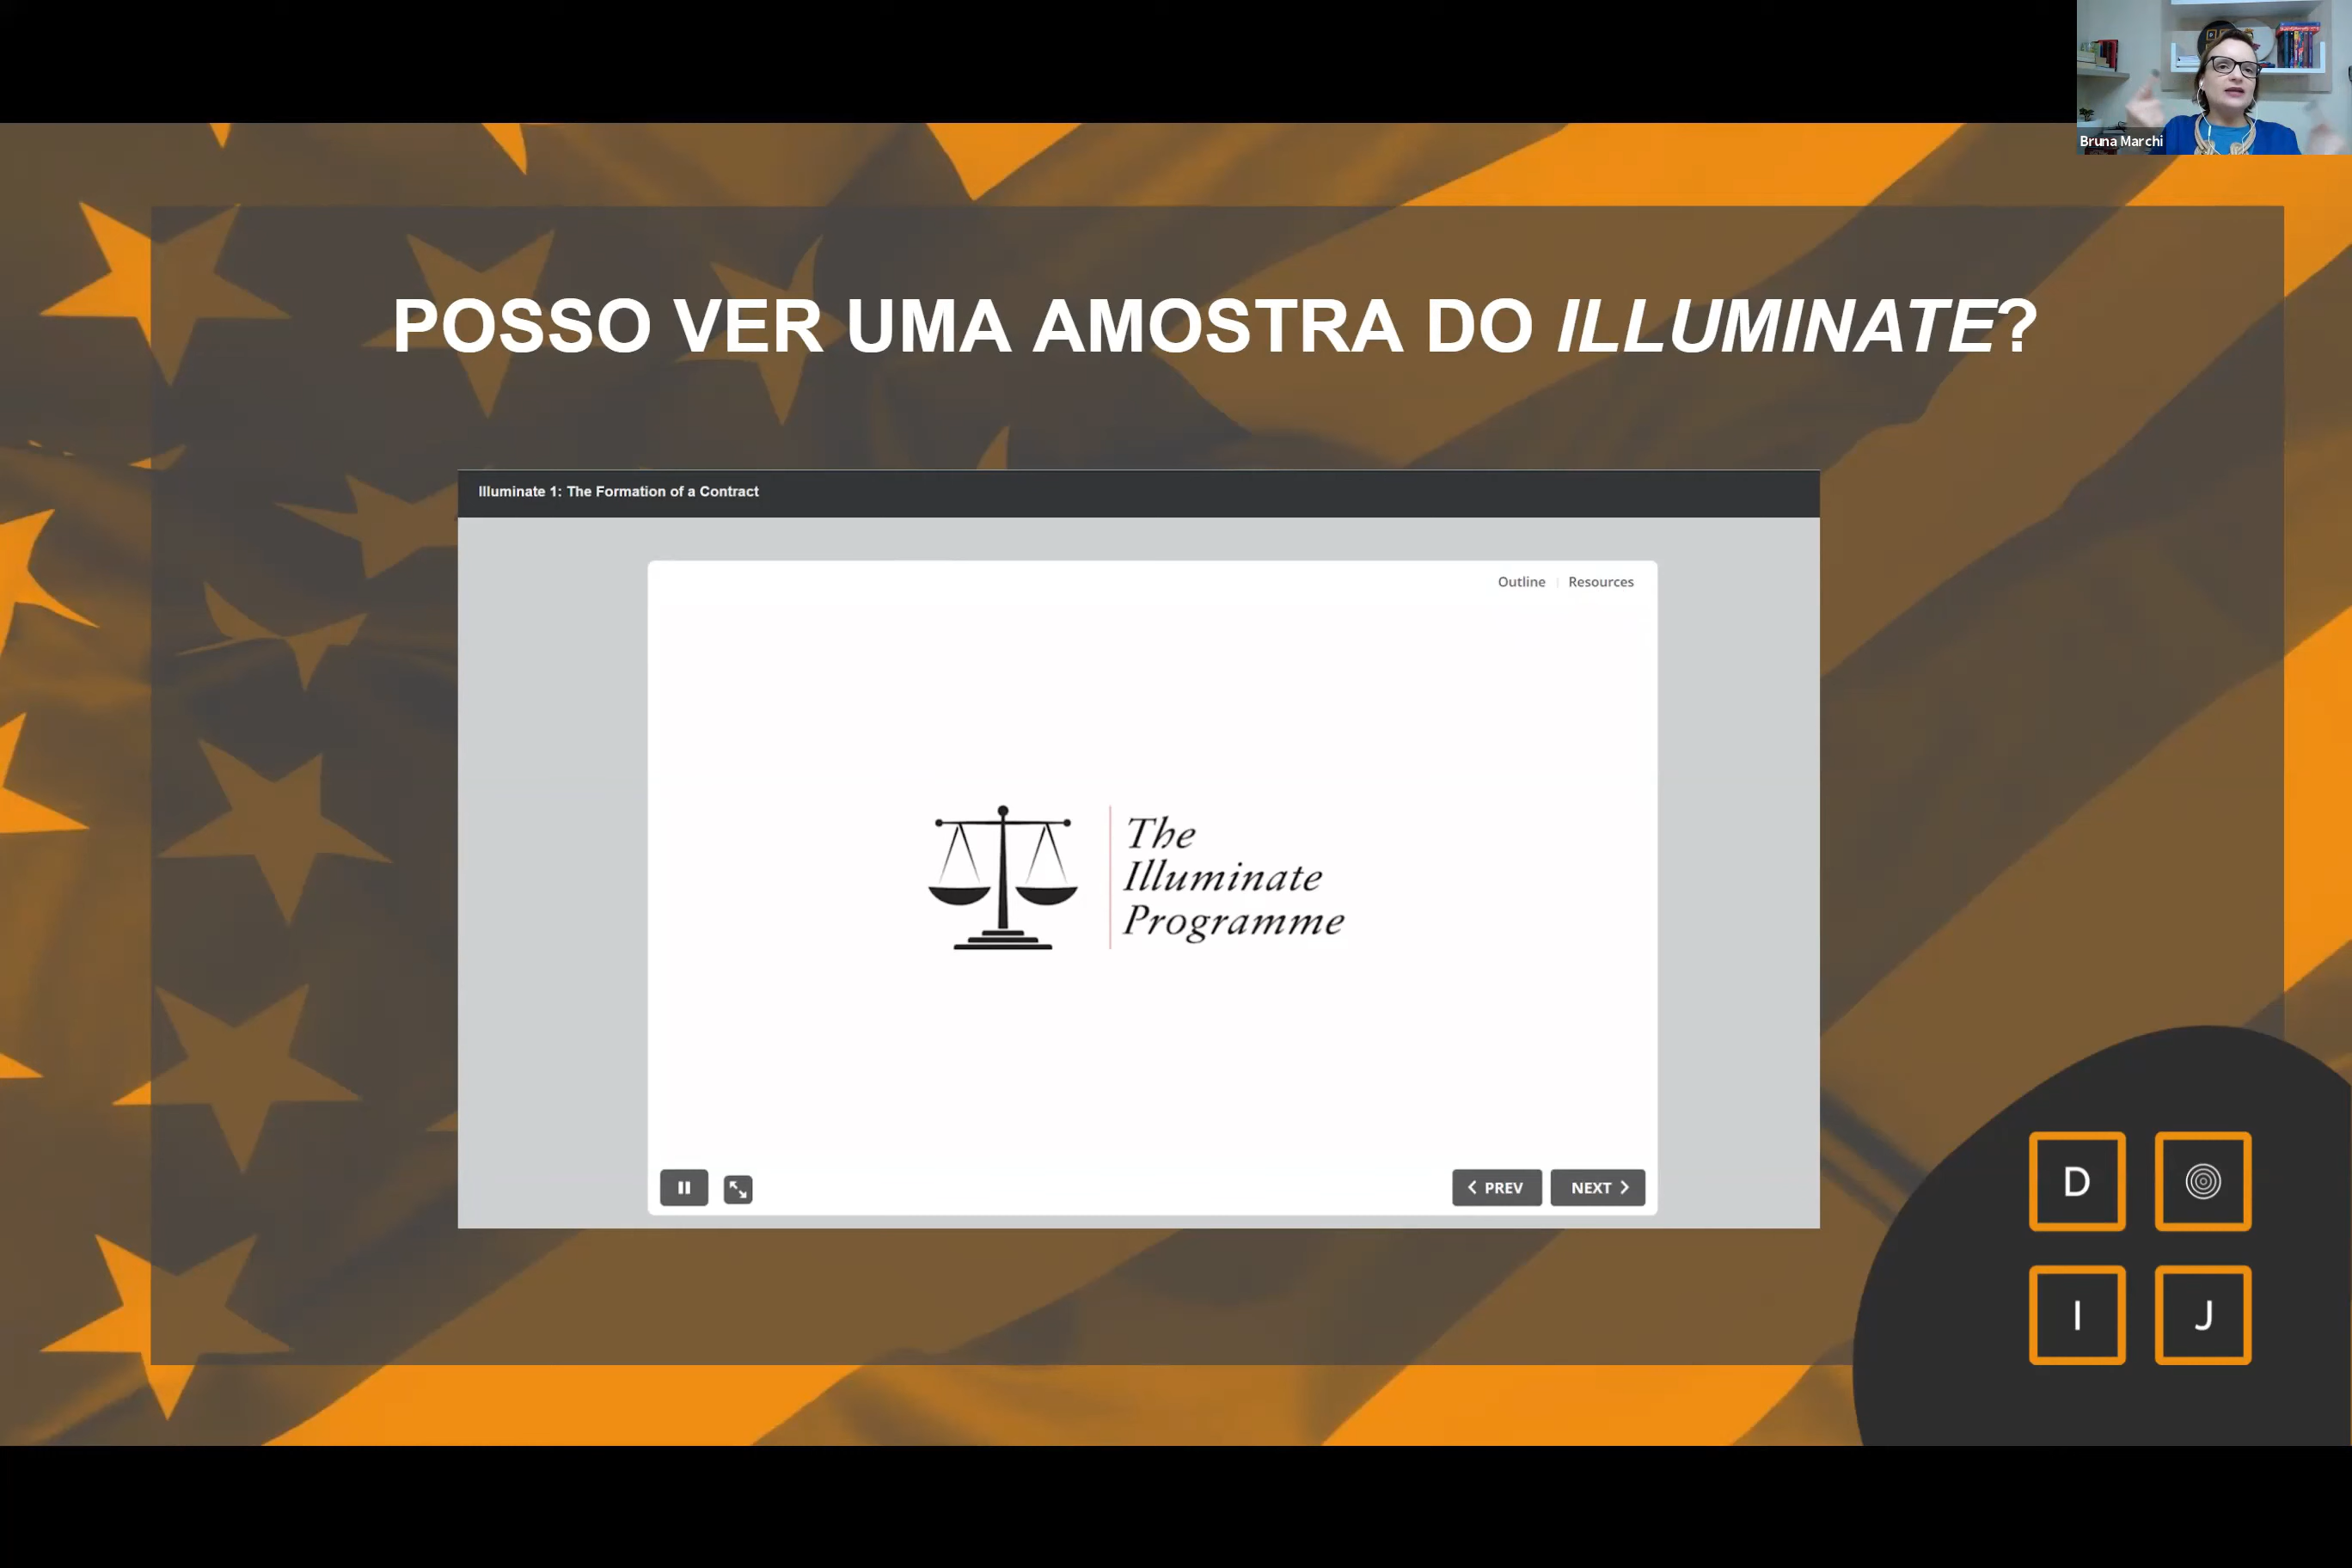 Bruna Marchi
POSSO VER UMA AMOSTRA DO ILLUMINATE?
Illuminate 1: The Formation of a Contract
Outline | Resources
The
Illuminate
Programme
PREV NEXT
D
I J